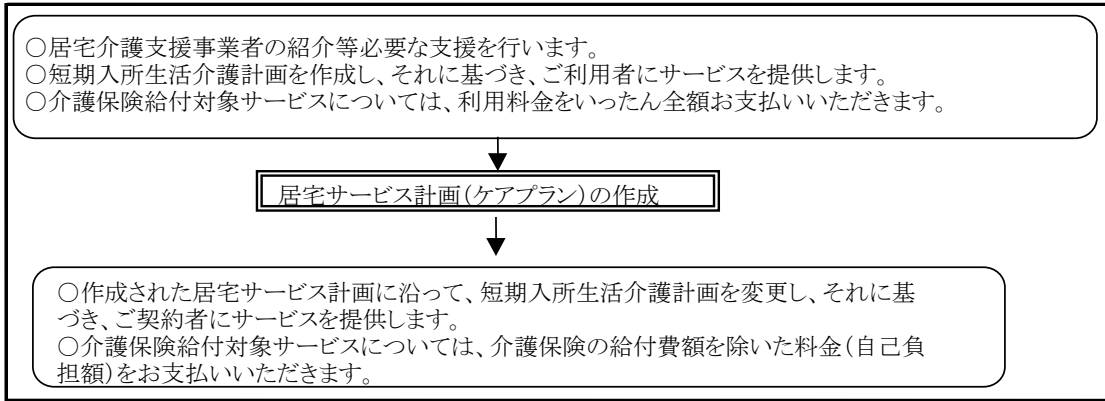 ○居宅介護支援事業者の紹介等必要な支援を行います。
○短期入所生活介護計画を作成し、それに基づき、ご利用者にサービスを提供します。
○介護保険給付対象サービスについては、利用料金をいったん全額お支払いいただきます。
居宅サービス計画(ケアプラン)の作成
○作成された居宅サービス計画に沿って、短期入所生活介護計画を変更し、それに基
づき、ご契約者にサービスを提供します。
○介護保険給付対象サービスについては、介護保険の給付費額を除いた料金(自己負
担額)をお支払いいただきます。